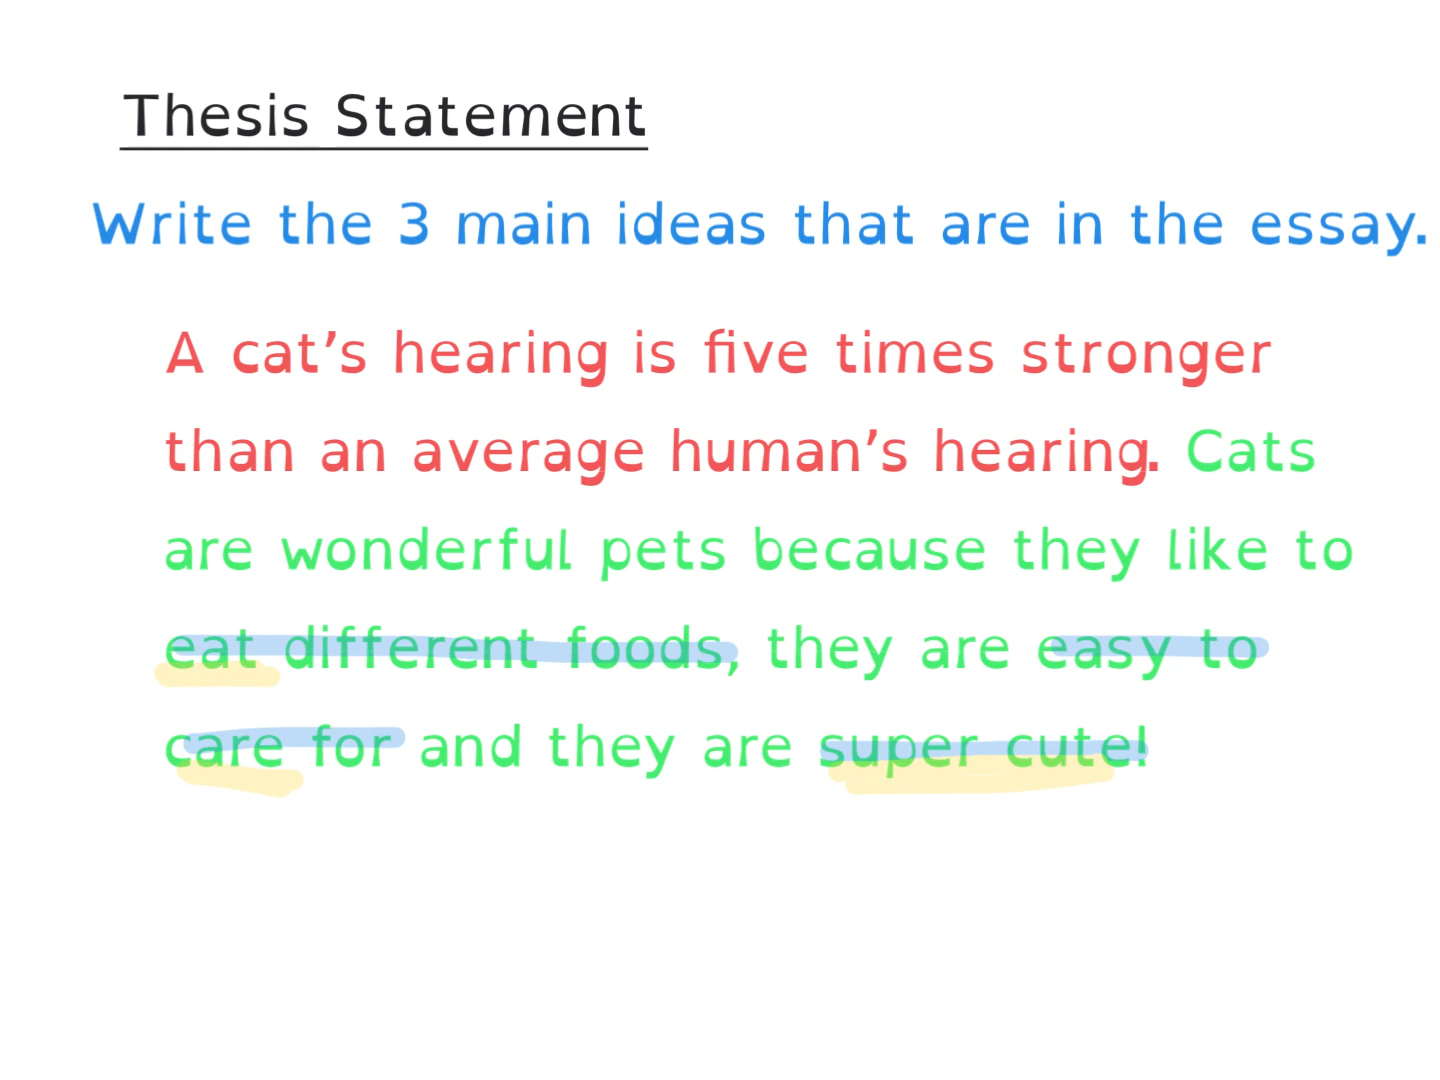 Thesis Statement
Write the 3 main ideas that are in the essay.
A cat’s hearing is five times stronger
than an average human’s hearing. Cats
are wonderful pets because they like to
eat different foods, they are easy to
care for and they are super cute!